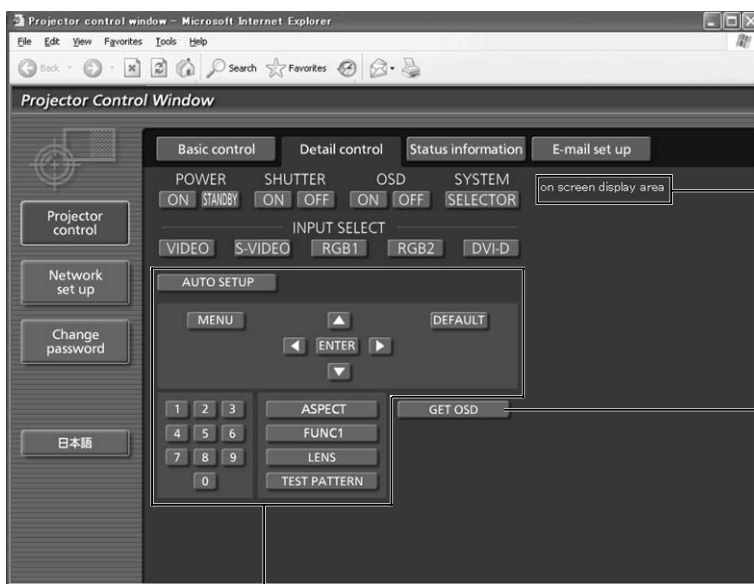 Projector control window - Microsoft Internet Explorer
File Edit View Favorites Tools Help
Back Search Favorites
Projector Control Window
Basic control Detail control Status information E-mail set up
POWER SHUTTER OSD SYSTEM
ON STANDBY ON OFF ON OFF SELECTOR
on screen display area
INPUT SELECT
VIDEO S-VIDEO RGB1 RGB2 DVI-D
Projector
control
Network
set up
Change
password
日本語
AUTO SETUP
MENU DEFAULT
ENTER
1 2 3 ASPECT GET OSD
4 5 6 FUNC1
7 8 9 LENS
0 TEST PATTERN